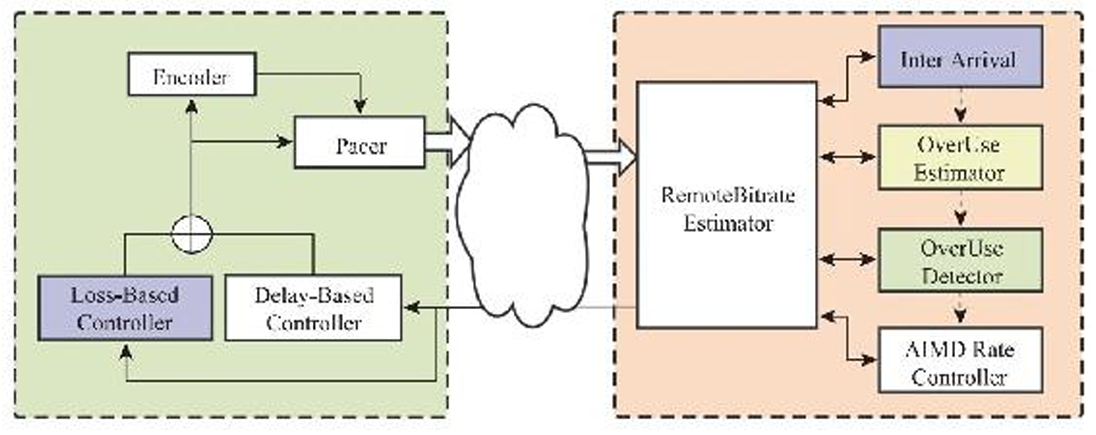 Encoder
Pacer
Loss-Based
Controller
Delay-Based
Controller
RemoteBitrate
Estimator
Inter Arrival
OverUse
Estimator
OverUse
Detector
AIMD Rate
Controller